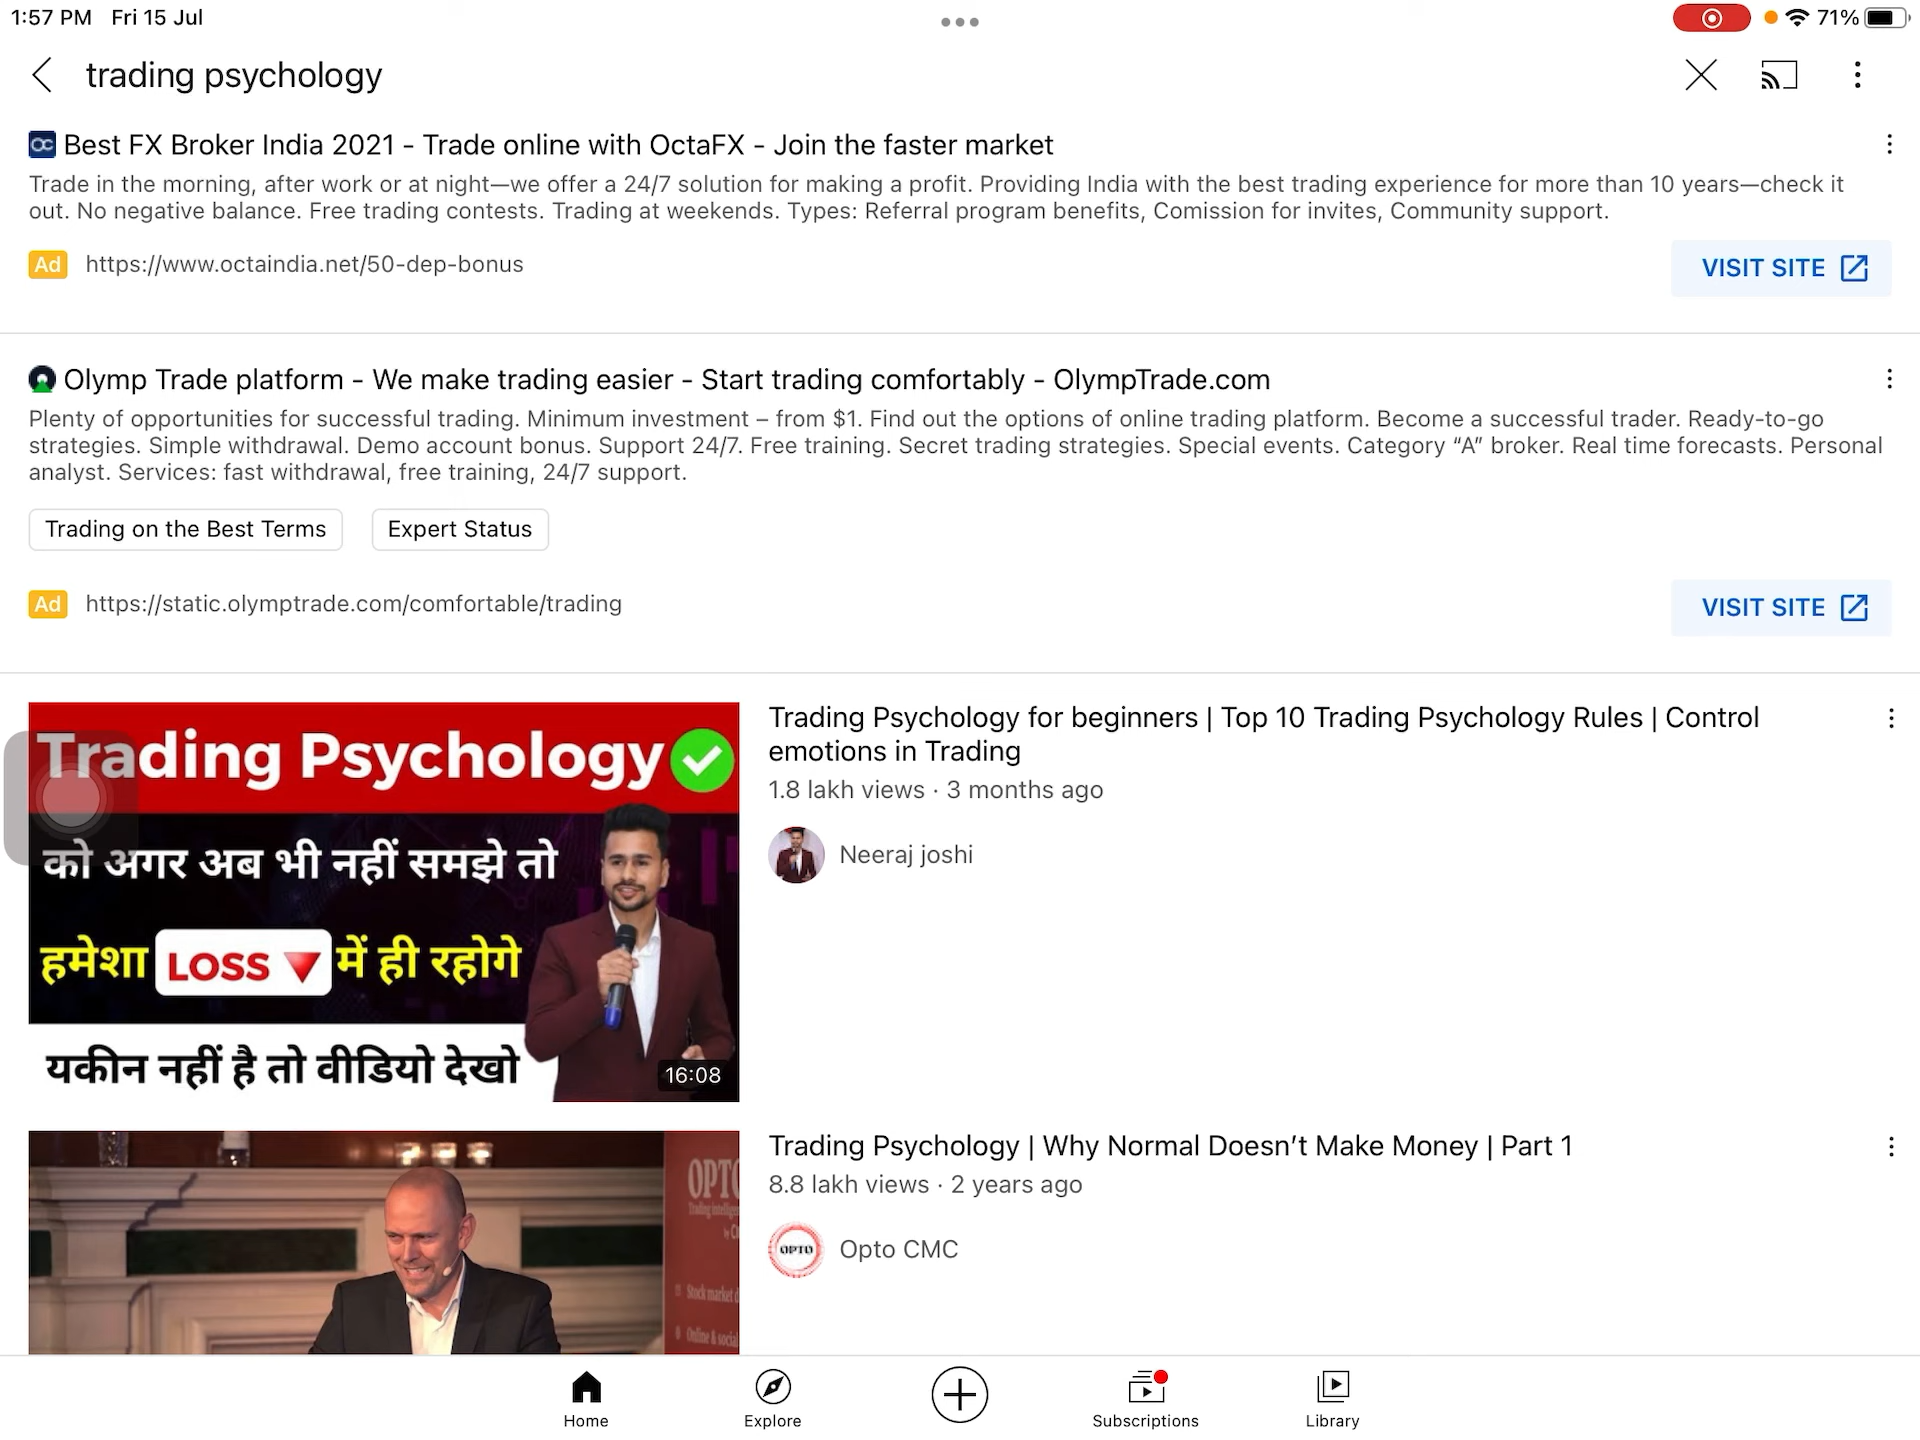 1:57 PM Fri 15 Jul
71%
trading psychology
Best FX Broker India 2021 - Trade online with OctaFX - Join the faster market
Trade in the morning, after work or at night—we offer a 24/7 solution for making a profit. Providing India with the best trading experience for more than 10 years—check it
out. No negative balance. Free trading contests. Trading at weekends. Types: Referral program benefits, Comission for invites, Community support.
Ad https://www.octaindia.net/50-dep-bonus
VISIT SITE
Olymp Trade platform - We make trading easier - Start trading comfortably - OlympTrade.com
Plenty of opportunities for successful trading. Minimum investment – from $1. Find out the options of online trading platform. Become a successful trader. Ready-to-go
strategies. Simple withdrawal. Demo account bonus. Support 24/7. Free training. Secret trading strategies. Special events. Category “A” broker. Real time forecasts. Personal
analyst. Services: fast withdrawal, free training, 24/7 support.
Trading on the Best Terms
Expert Status
Ad https://static.olymptrade.com/comfortable/trading
VISIT SITE
Trading Psychology
को अगर अब भी नहीं समझे तो
हमेशा LOSS में ही रहोगे
यकीन नहीं है तो वीडियो देखो
16:08
Trading Psychology for beginners | Top 10 Trading Psychology Rules | Control
emotions in Trading
1.8 lakh views · 3 months ago
Neeraj joshi
OPTO
Stock market
Online & social
Trading Psychology | Why Normal Doesn’t Make Money | Part 1
8.8 lakh views · 2 years ago
OPTO
Opto CMC
Home
Explore
Subscriptions
Library